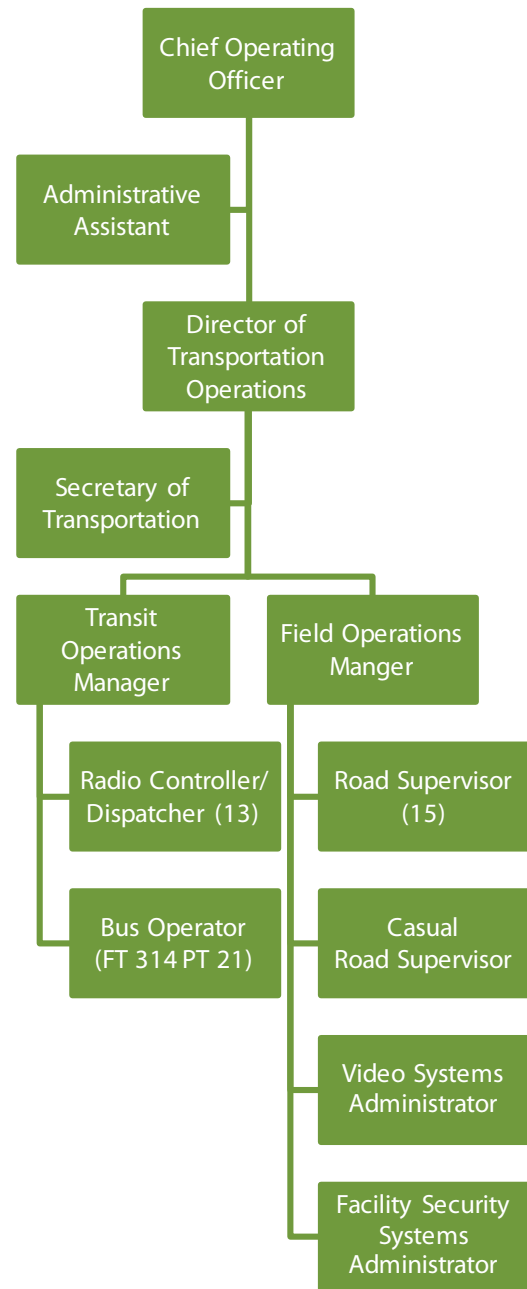 Chief Operating
Officer
Administrative
Assistant
Director of
Transportation
Operations
Secretary of
Transportation
Transit
Operations
Manager
Field Operations
Manger
Radio Controller/
Dispatcher (13)
Road Supervisor
(15)
Bus Operator
(FT 314 PT 21)
Casual
Road Supervisor
Video Systems
Administrator
Facility Security
Systems
Administrator